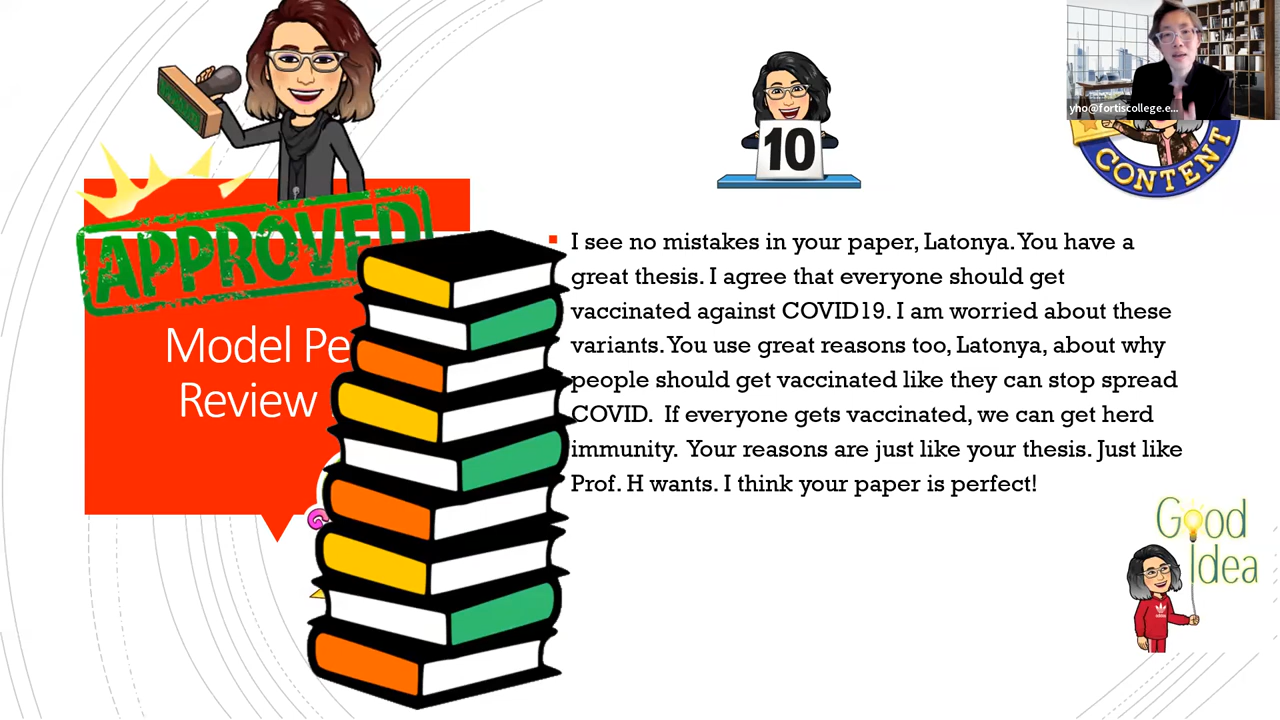 yho@fortiscollege.e...
10
CONTENT
APPROVED
Model Pe
Review
I see no mistakes in your paper, Latonya. You have a
great thesis. I agree that everyone should get
vaccinated against COVID19. I am worried about these
variants. You use great reasons too, Latonya, about why
people should get vaccinated like they can stop spread
COVID. If everyone gets vaccinated, we can get herd
immunity. Your reasons are just like your thesis. Just like
Prof. H wants. I think your paper is perfect!
Good
Idea